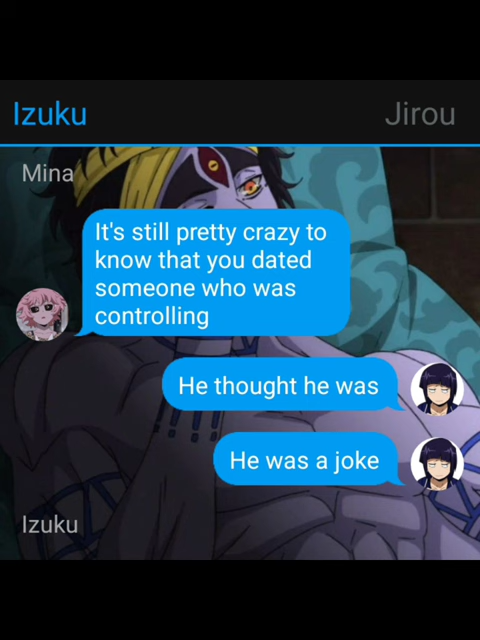 Izuku
Jirou
Mina
It's still pretty crazy to
know that you dated
someone who was
controlling
He thought he was
He was a joke
Izuku